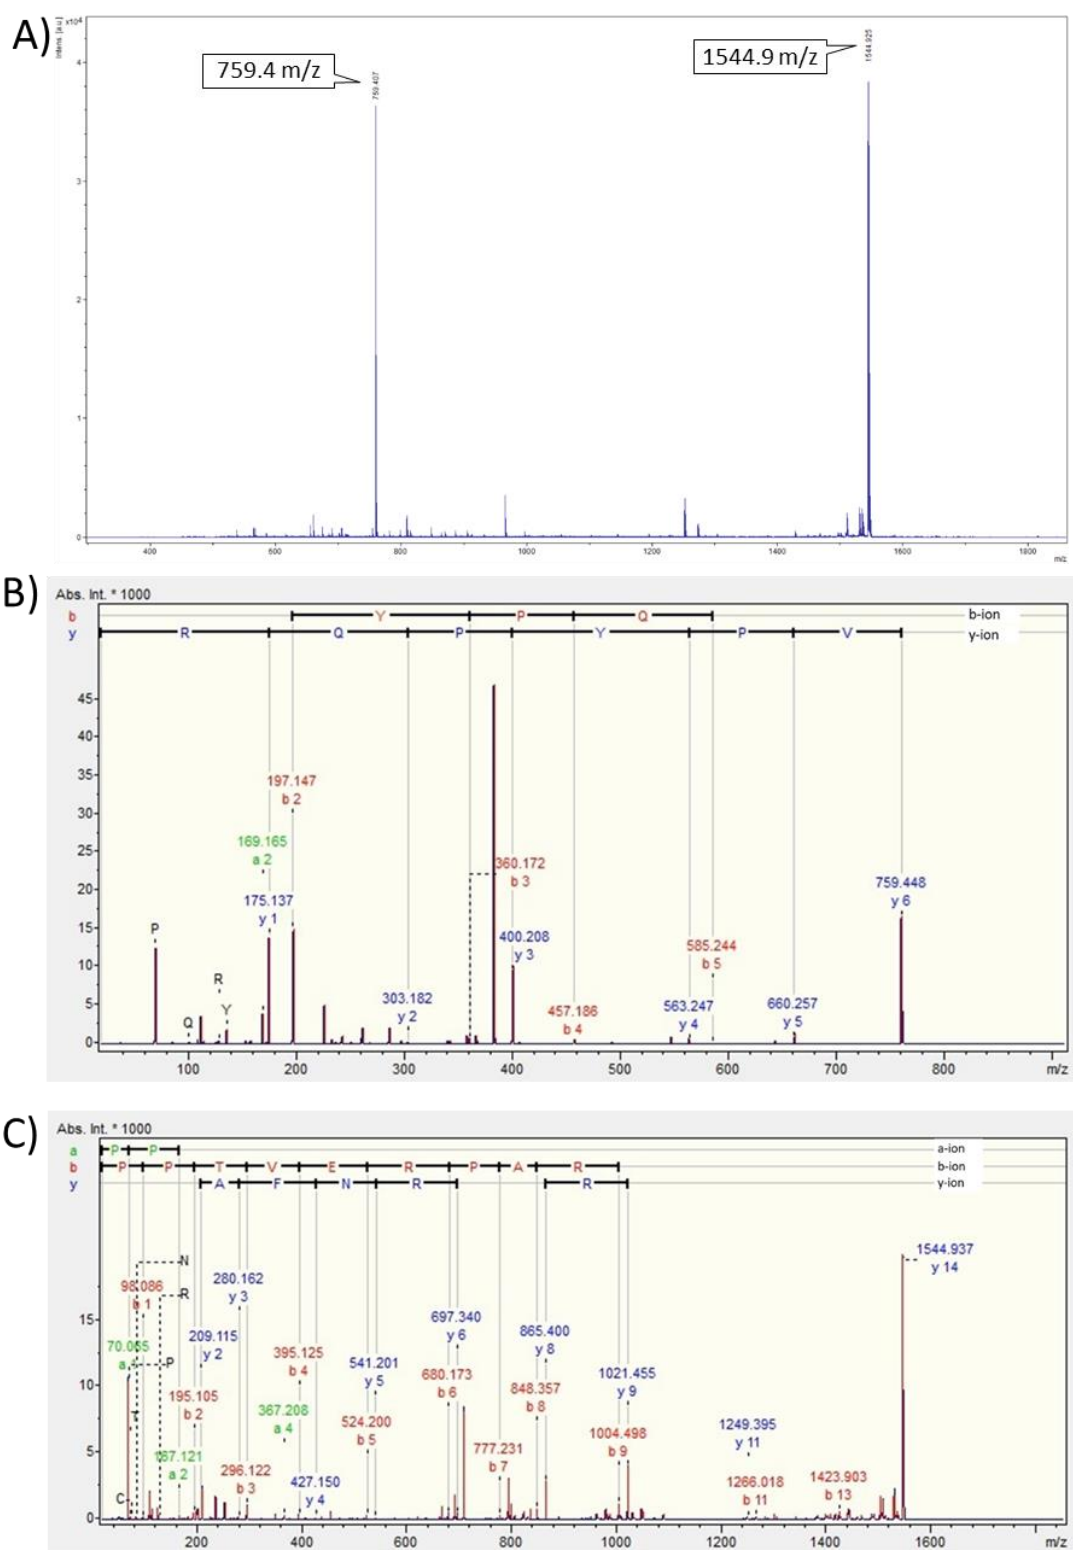 A)
x10⁴
Intens. [a.u.]
759.4 m/z
1544.9 m/z
759.407
1544.925
4
3
2
1
0
400 600 800 1000 1200 1400 1600 1800
m/z
B)
Abs. Int. * 1000
b Y P Q b-ion
y R Q P Y P V y-ion
45
40
35
30
25
20
15
10
5
0
197.147
b 2
169.165
a 2
360.172
b 3
175.137
y 1
759.448
y 6
P
400.208
y 3
585.244
b 5
R
303.182
y 2
Q
Y
457.186
b 4
563.247
y 4
660.257
y 5
100 200 300 400 500 600 700 800 m/z
C)
Abs. Int. * 1000
a P P a-ion
b P P T V E R P A R b-ion
y A F N R R y-ion
15
10
5
0
1544.937
y 14
N
280.162
y 3
98.086
b 1
R
209.115
y 2
697.340
y 6
865.400
y 8
70.065
a 1
P
395.125
b 4
541.201
y 5
680.173
b 6
1021.455
y 9
195.105
b 2
T
367.208
a 4
848.357
b 8
524.200
b 5
1249.395
y 11
167.121
a 2
1004.498
b 9
777.231
b 7
296.122
b 3
C
427.150
y 4
1266.018
b 11
1423.903
b 13
200 400 600 800 1000 1200 1400 1600 m/z